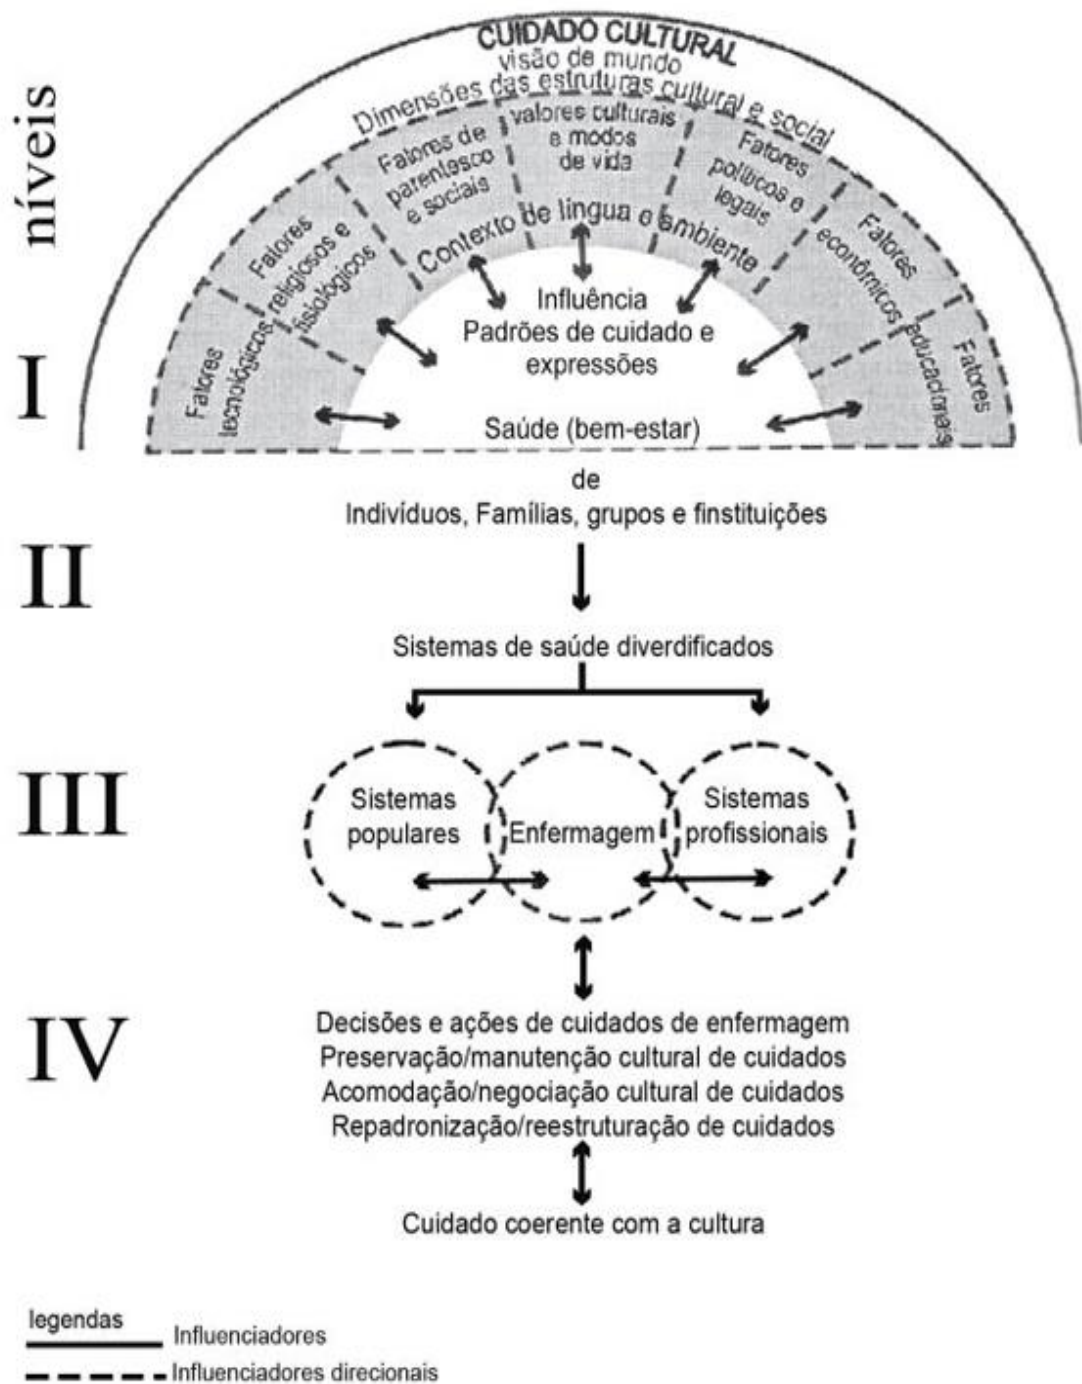 níveis
CUIDADO CULTURAL
visão de mundo
Dimensões das estruturas cultural e social
Fatores
tecnológicos
Fatores
religiosos e
fisiológicos
Fatores de
parentesco
e sociais
valores culturais
e modos
de vida
Fatores
políticos e
legais
Fatores
econômicos
Fatores
educacionais
Contexto de língua e ambiente
I
Influência
Padrões de cuidado e
expressões
Saúde (bem-estar)
de
Indivíduos, Famílias, grupos e finstituições
II
Sistemas de saúde diverdificados
III
Sistemas
populares
Enfermagem
Sistemas
profissionais
IV
Decisões e ações de cuidados de enfermagem
Preservação/manutenção cultural de cuidados
Acomodação/negociação cultural de cuidados
Repadronização/reestruturação de cuidados
Cuidado coerente com a cultura
legendas
Influenciadores
Influenciadores direcionais